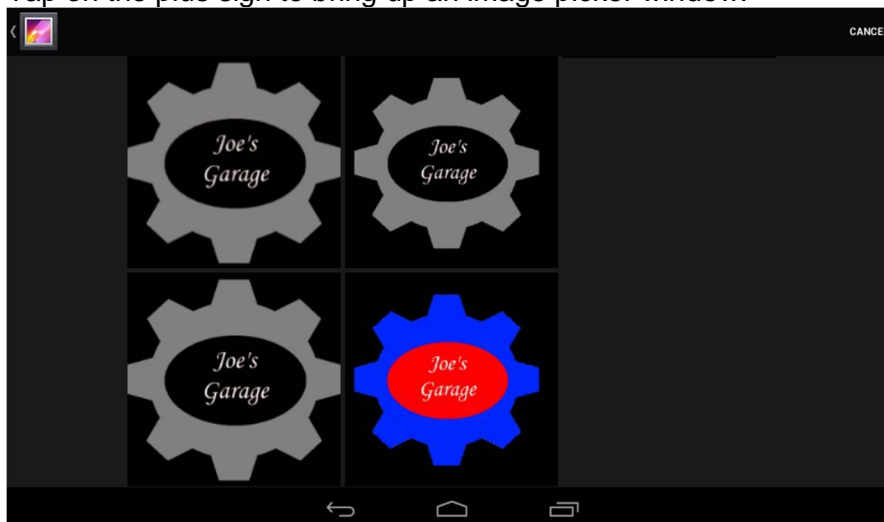 Tap on the plus sign to bring up an image picker window.
CANCE
Joe's
Garage
Joe's
Garage
Joe's
Garage
Joe's
Garage